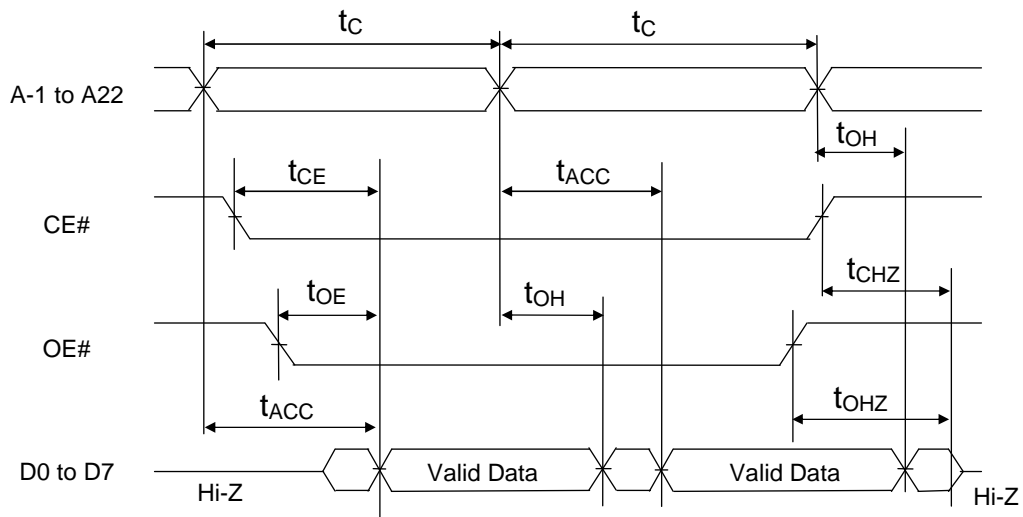 tC tC
A-1 to A22
tOH
tCE tACC
CE#
tCHZ
tOE tOH
OE#
tACC tOHZ
D0 to D7 Valid Data Valid Data
Hi-Z Hi-Z